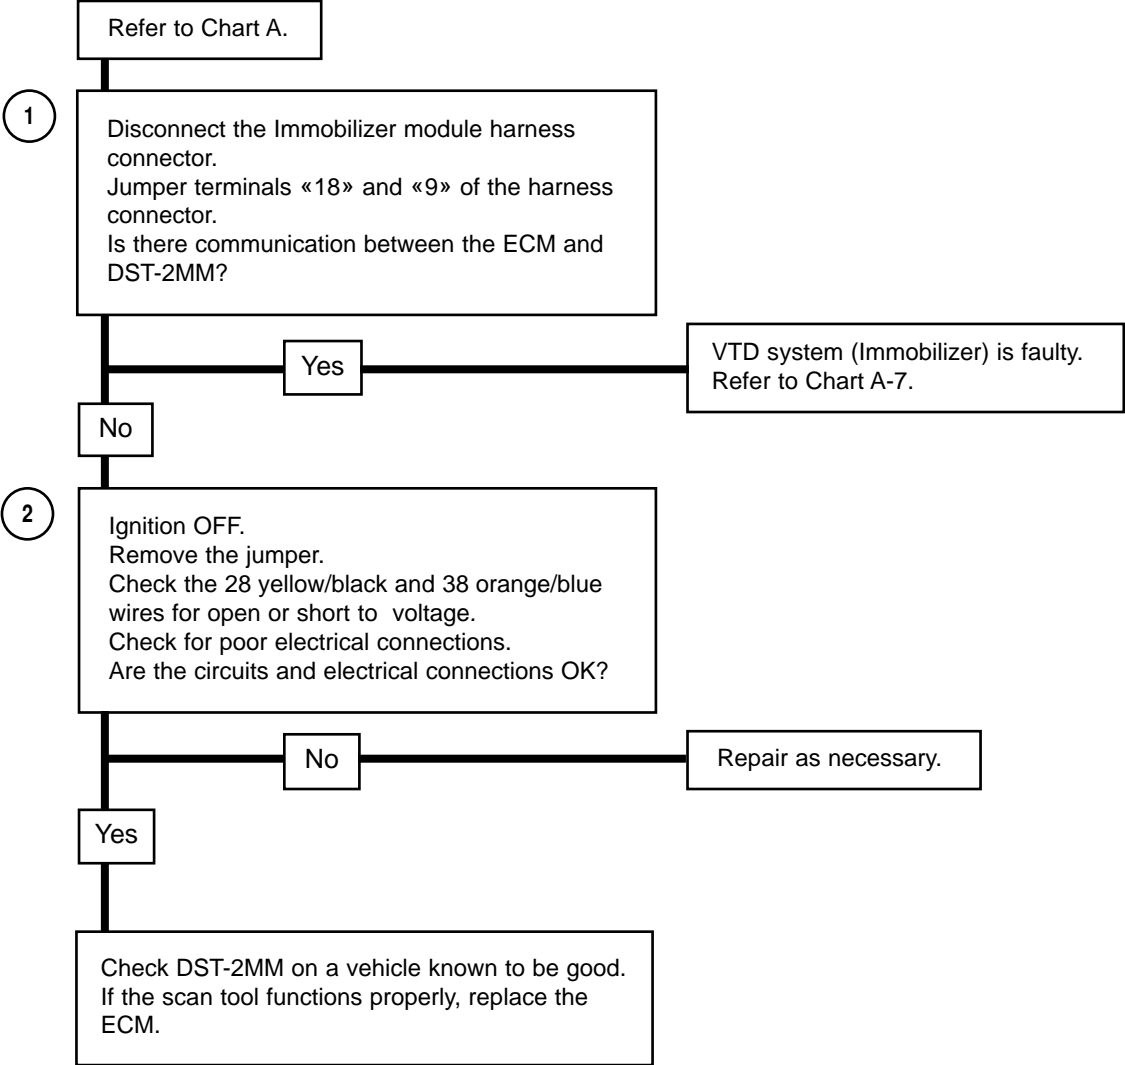 Refer to Chart A.
1
Disconnect the Immobilizer module harness
connector.
Jumper terminals «18» and «9» of the harness
connector.
Is there communication between the ECM and
DST-2MM?
Yes
VTD system (Immobilizer) is faulty.
Refer to Chart A-7.
No
2
Ignition OFF.
Remove the jumper.
Check the 28 yellow/black and 38 orange/blue
wires for open or short to voltage.
Check for poor electrical connections.
Are the circuits and electrical connections OK?
No
Repair as necessary.
Yes
Check DST-2MM on a vehicle known to be good.
If the scan tool functions properly, replace the
ECM.